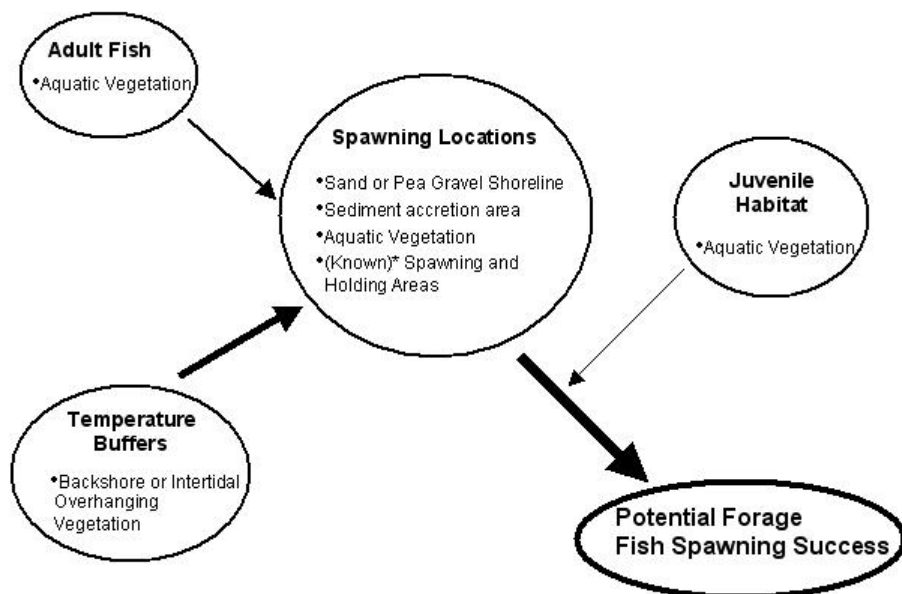 Adult Fish
•Aquatic Vegetation
Spawning Locations
•Sand or Pea Gravel Shoreline
•Sediment accretion area
•Aquatic Vegetation
•(Known)* Spawning and
Holding Areas
Juvenile
Habitat
•Aquatic Vegetation
Temperature
Buffers
•Backshore or Intertidal
Overhanging
Vegetation
Potential Forage
Fish Spawning Success